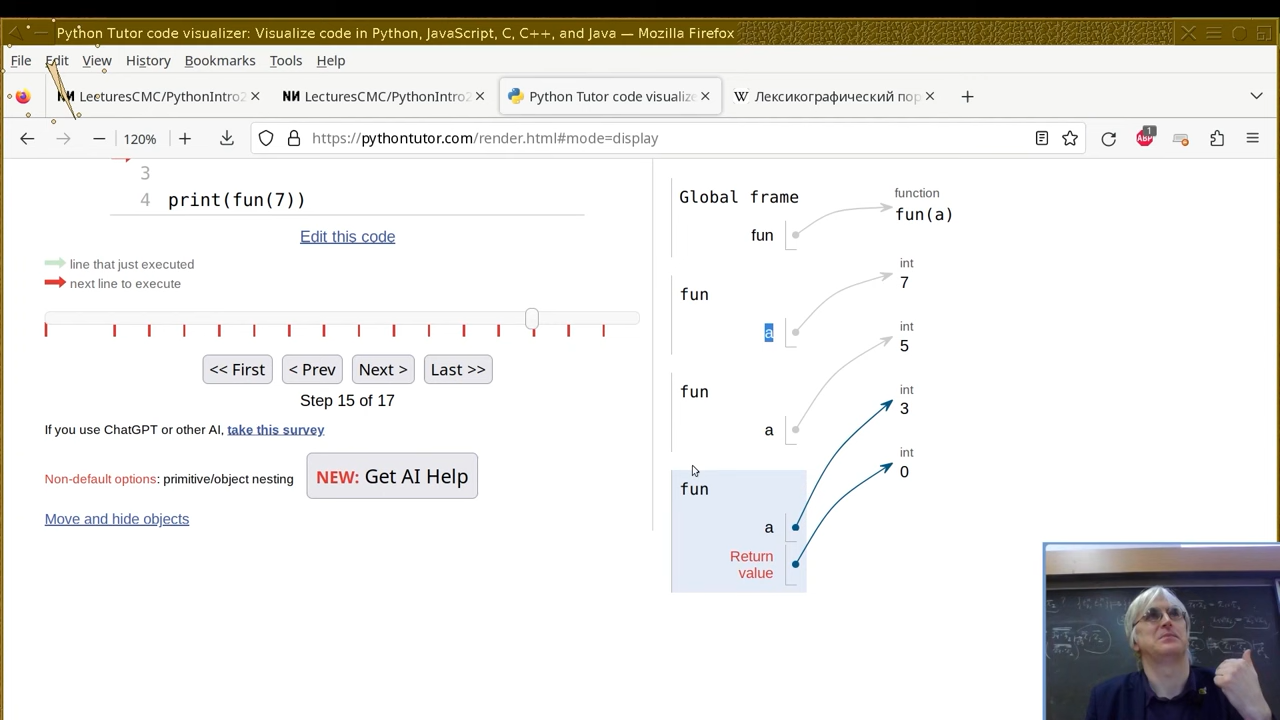 Python Tutor code visualizer: Visualize code in Python, JavaScript, C, C++, and Java — Mozilla Firefox
File Edit View History Bookmarks Tools Help
LecturesCMC/PythonIntro2
LecturesCMC/PythonIntro2
Python Tutor code visualize
W Лексикографический пор
120%
https://pythontutor.com/render.html#mode=display
ABP
1
3
4 print(fun(7))
Edit this code
line that just executed
next line to execute
<< First
< Prev
Next >
Last >>
Step 15 of 17
If you use ChatGPT or other AI, take this survey
Non-default options: primitive/object nesting
NEW: Get AI Help
Move and hide objects
Global frame
fun
function
fun(a)
fun
a
int
7
fun
a
int
5
fun
a
Return
value
int
3
int
0